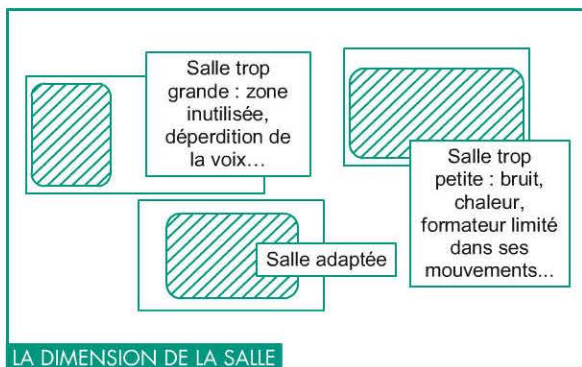 Salle trop
grande : zone
inutilisée,
déperdition de
la voix…
Salle trop
petite : bruit,
chaleur,
formateur limité
dans ses
mouvements...
Salle adaptée
LA DIMENSION DE LA SALLE